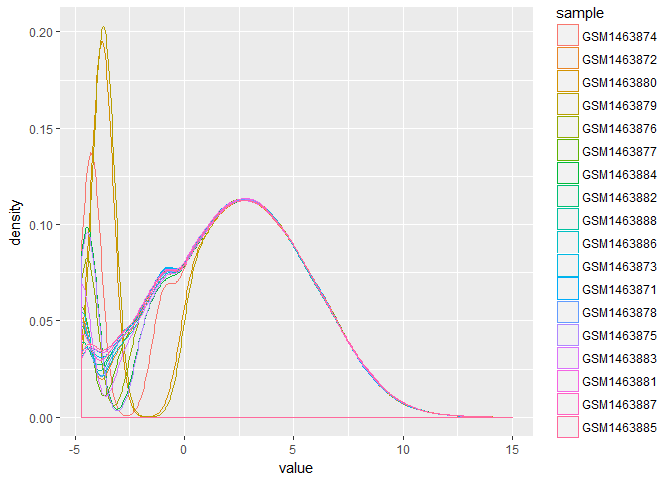 sample
GSM1463874
GSM1463872
GSM1463880
GSM1463879
GSM1463876
GSM1463877
GSM1463884
GSM1463882
GSM1463888
GSM1463886
GSM1463873
GSM1463871
GSM1463878
GSM1463875
GSM1463883
GSM1463881
GSM1463887
GSM1463885
density
0.20
0.15
0.10
0.05
0.00
-5
0
5
10
15
value